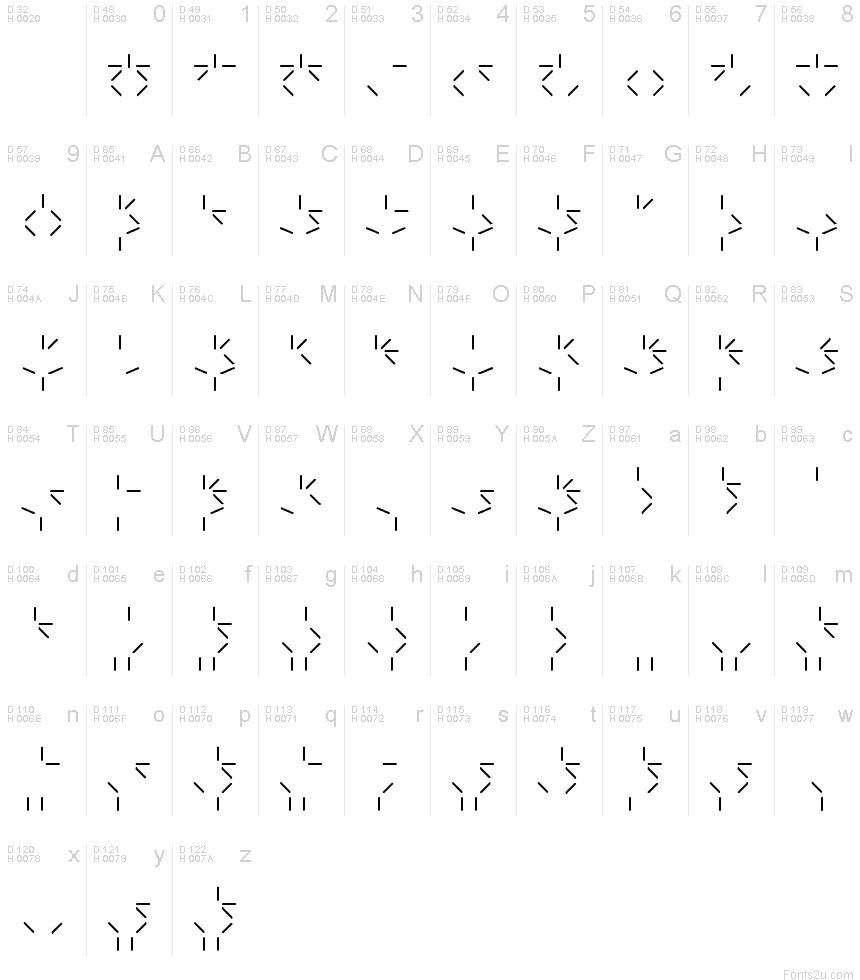 D 32 H 0020 D 48 H 0030 0 D 49 H 0031 1 D 50 H 0032 2 D 51 H 0033 3 D 52 H 0034 4 D 53 H 0035 5 D 54 H 0036 6 D 55 H 0037 7 D 56 H 0038 8
D 57 H 0039 9 D 65 H 0041 A D 66 H 0042 B D 67 H 0043 C D 68 H 0044 D D 69 H 0045 E D 70 H 0046 F D 71 H 0047 G D 72 H 0048 H D 73 H 0049 I
D 74 H 004A J D 75 H 004B K D 76 H 004C L D 77 H 004D M D 78 H 004E N D 79 H 004F O D 80 H 0050 P D 81 H 0051 Q D 82 H 0052 R D 83 H 0053 S
D 84 H 0054 T D 85 H 0055 U D 86 H 0056 V D 87 H 0057 W D 88 H 0058 X D 89 H 0059 Y D 90 H 005A Z D 97 H 0061 a D 98 H 0062 b D 99 H 0063 c
D 100 H 0064 d D 101 H 0065 e D 102 H 0066 f D 103 H 0067 g D 104 H 0068 h D 105 H 0069 i D 106 H 006A j D 107 H 006B k D 108 H 006C l D 109 H 006D m
D 110 H 006E n D 111 H 006F o D 112 H 0070 p D 113 H 0071 q D 114 H 0072 r D 115 H 0073 s D 116 H 0074 t D 117 H 0075 u D 118 H 0076 v D 119 H 0077 w
D 120 H 0078 x D 121 H 0079 y D 122 H 007A z
Fonts2u.com